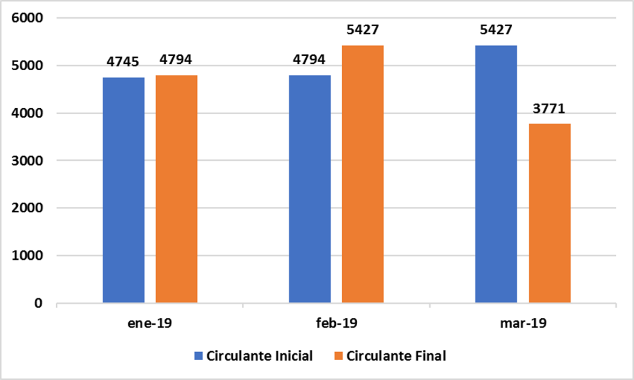 6000
5000
4000
3000
2000
1000
0
4745 4794 4794 5427 5427 3771
ene-19 feb-19 mar-19
Circulante Inicial Circulante Final